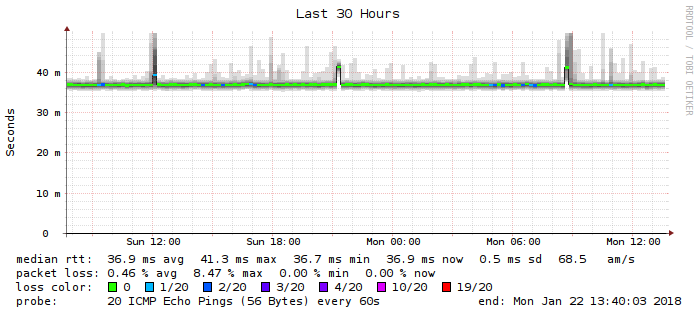 Last 30 Hours
RRDTOOL / TOBI OETIKER
Seconds
40 m
30 m
20 m
10 m
0
Sun 12:00 Sun 18:00 Mon 00:00 Mon 06:00 Mon 12:00
median rtt: 36.9 ms avg 41.3 ms max 36.7 ms min 36.9 ms now 0.5 ms sd 68.5 am/s
packet loss: 0.46 % avg 8.47 % max 0.00 % min 0.00 % now
loss color: 0 1/20 2/20 3/20 4/20 10/20 19/20
probe: 20 ICMP Echo Pings (56 Bytes) every 60s end: Mon Jan 22 13:40:03 2018